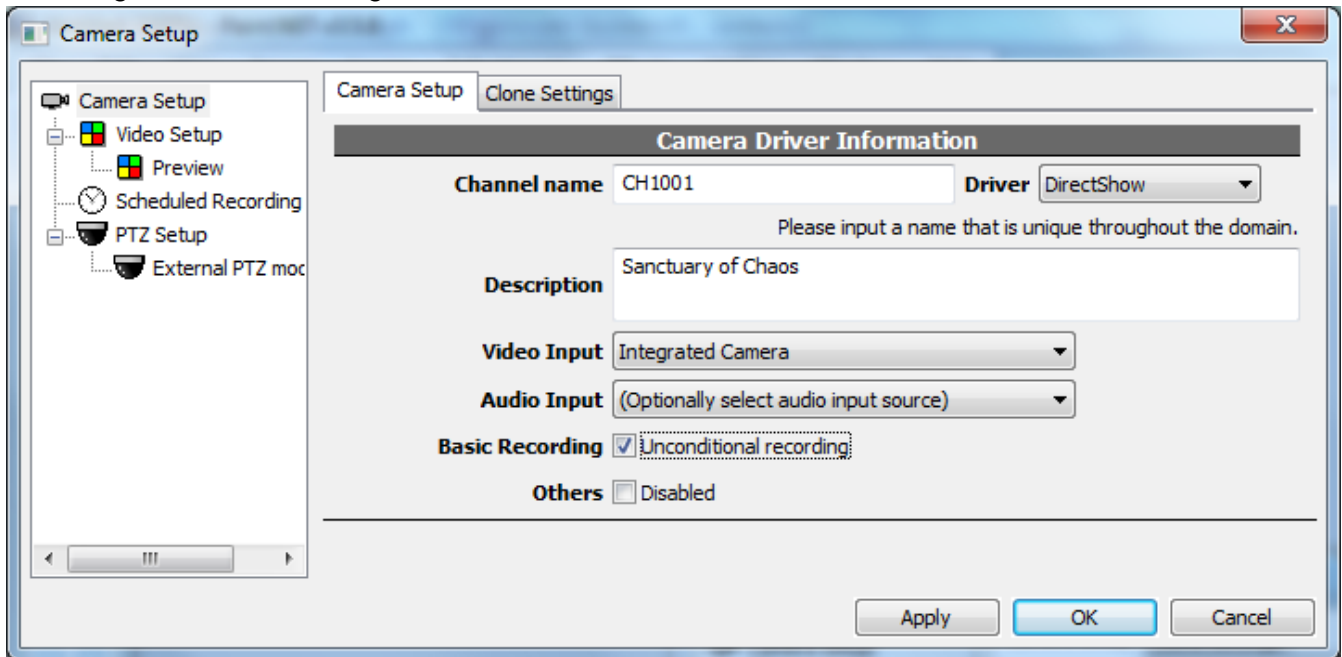 Camera Setup
Camera Setup
Video Setup
Preview
Scheduled Recording
PTZ Setup
External PTZ moc
Camera Setup Clone Settings
Camera Driver Information
Channel name CH1001 Driver DirectShow
Please input a name that is unique throughout the domain.
Description Sanctuary of Chaos
Video Input Integrated Camera
Audio Input (Optionally select audio input source)
Basic Recording Unconditional recording
Others Disabled
Apply OK Cancel